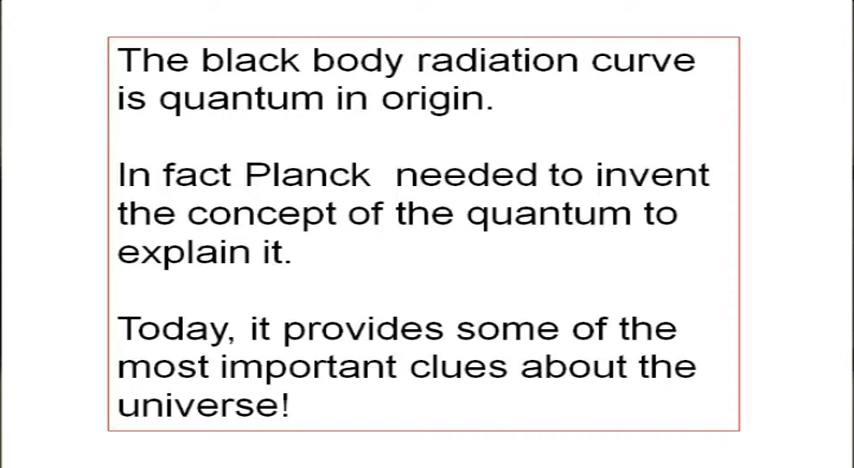 The black body radiation curve
is quantum in origin.
In fact Planck  needed to invent
the concept of the quantum to
explain it.
Today, it provides some of the
most important clues about the
universe!